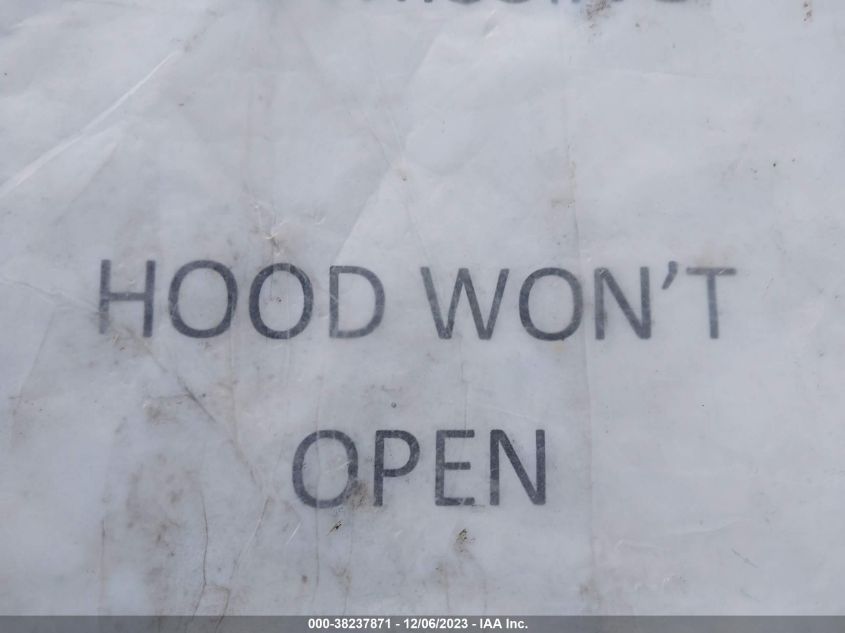 HOOD WON'T
OPEN
000-38237871 - 12/06/2023 - IAA Inc.